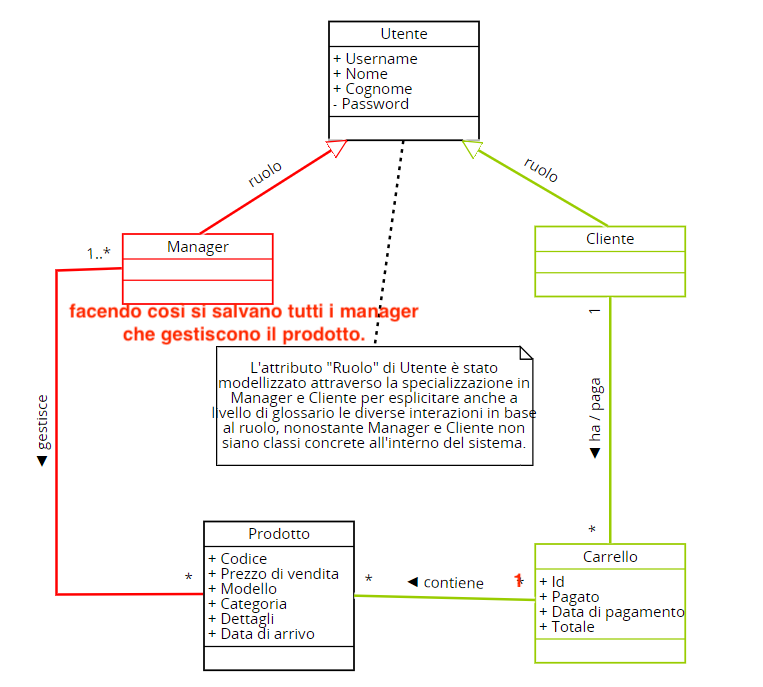 Utente
+ Username
+ Nome
+ Cognome
- Password
ruolo
ruolo
Manager
Cliente
1..*
1
facendo così si salvano tutti i manager
che gestiscono il prodotto.
L'attributo "Ruolo" di Utente è stato
modellizzato attraverso la specializzazione in
Manager e Cliente per esplicitare anche a
livello di glossario le diverse interazioni in base
al ruolo, nonostante Manager e Cliente non
siano classi concrete all'interno del sistema.
◀ gestisce
◀ ha / paga
*
*
Prodotto
+ Codice
+ Prezzo di vendita
+ Modello
+ Categoria
+ Dettagli
+ Data di arrivo
*
◀ contiene
1
Carrello
+ Id
+ Pagato
+ Data di pagamento
+ Totale